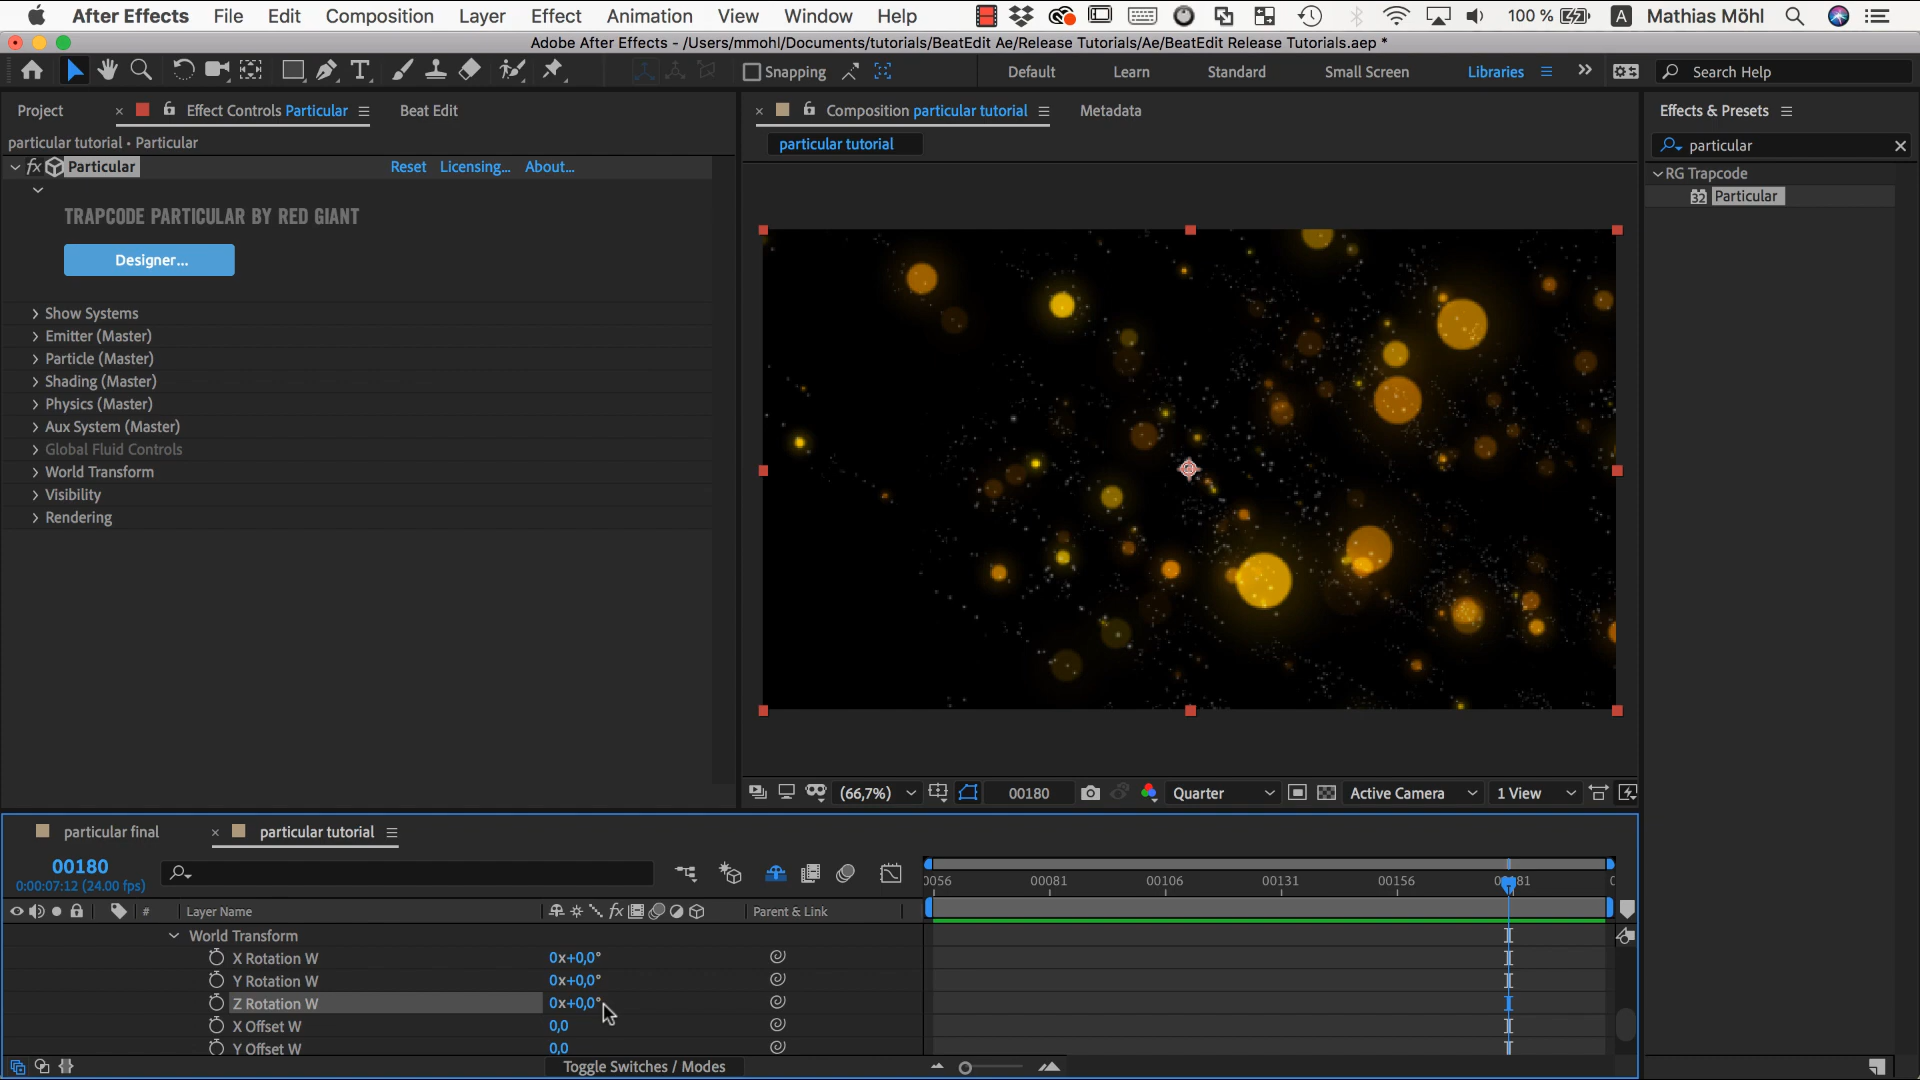 After Effects File Edit Composition Layer Effect Animation View Window Help 100 % A Mathias Möhl
Adobe After Effects - /Users/mmohl/Documents/tutorials/BeatEdit Ae/Release Tutorials/Ae/BeatEdit Release Tutorials.aep *
Snapping Default Learn Standard Small Screen Libraries Search Help
Project Effect Controls Particular Beat Edit
particular tutorial • Particular
fx Particular Reset Licensing... About...
TRAPCODE PARTICULAR BY RED GIANT
Designer...
Show Systems
Emitter (Master)
Particle (Master)
Shading (Master)
Physics (Master)
Aux System (Master)
Global Fluid Controls
World Transform
Visibility
Rendering
Composition particular tutorial Metadata
particular tutorial
(66,7%) 00180 Quarter Active Camera 1 View
Effects & Presets
particular
RG Trapcode
32 Particular
particular final particular tutorial
00180
0:00:07:12 (24.00 fps)
0056 00081 00106 00131 00156
# Layer Name fx Parent & Link
World Transform
X Rotation W 0x+0,0°
Y Rotation W 0x+0,0°
Z Rotation W 0x+0,0°
X Offset W 0,0
Y Offset W 0,0
Toggle Switches / Modes